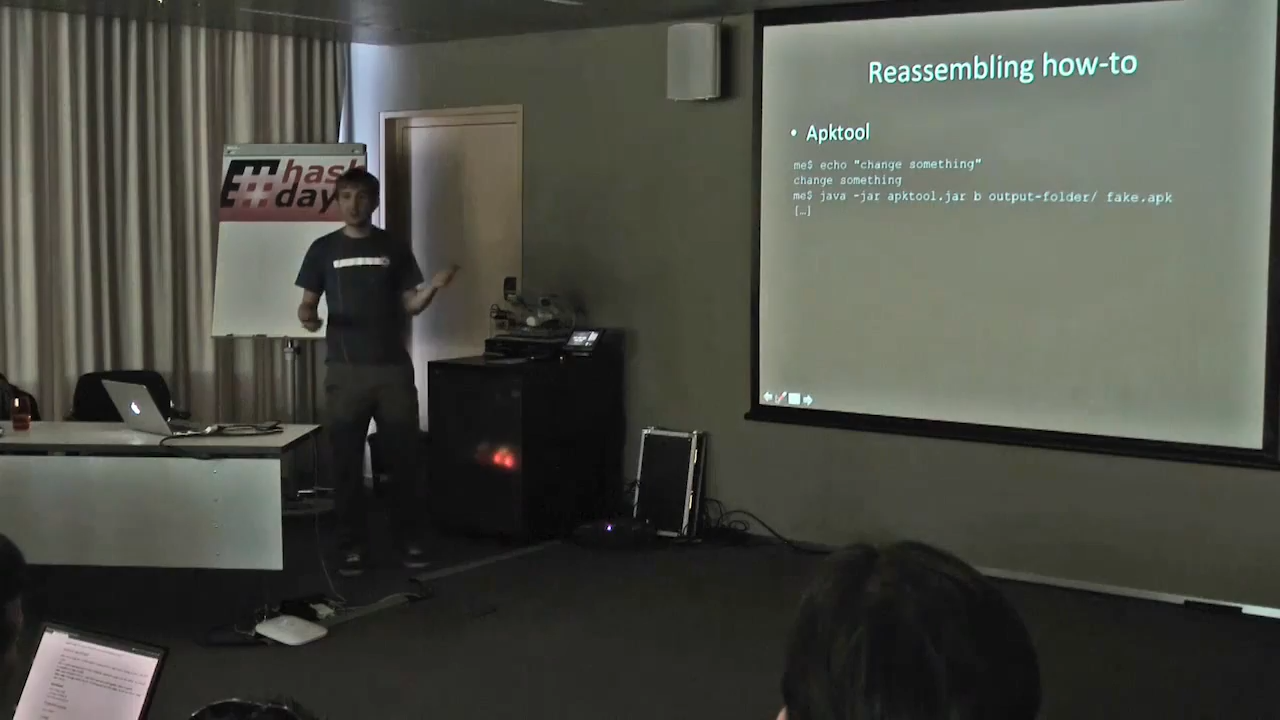 Reassembling how-to
• Apktool
me$ echo "change something"
change something
me$ java -jar apktool.jar b output-folder/ fake.apk
[…]
hash
day